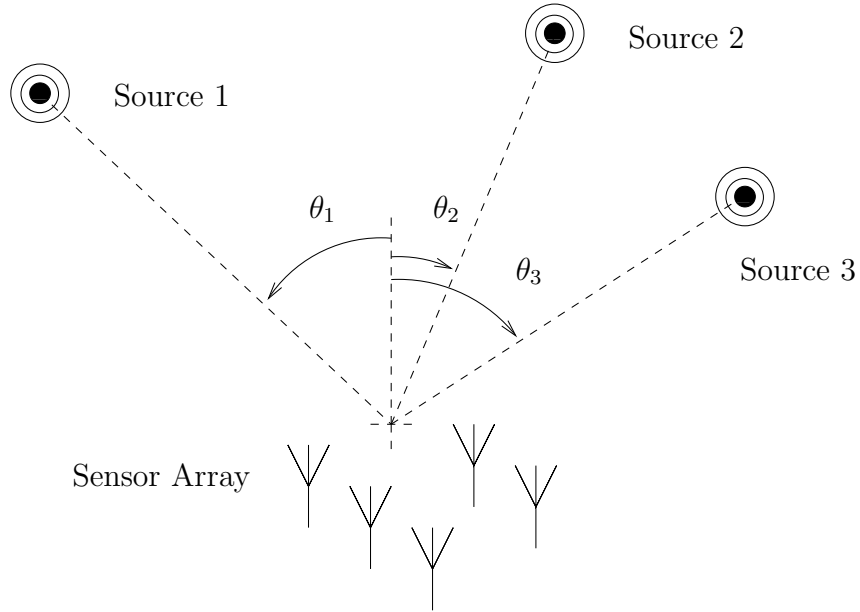 Source 2
Source 1
θ1
θ2
θ3
Source 3
Sensor Array